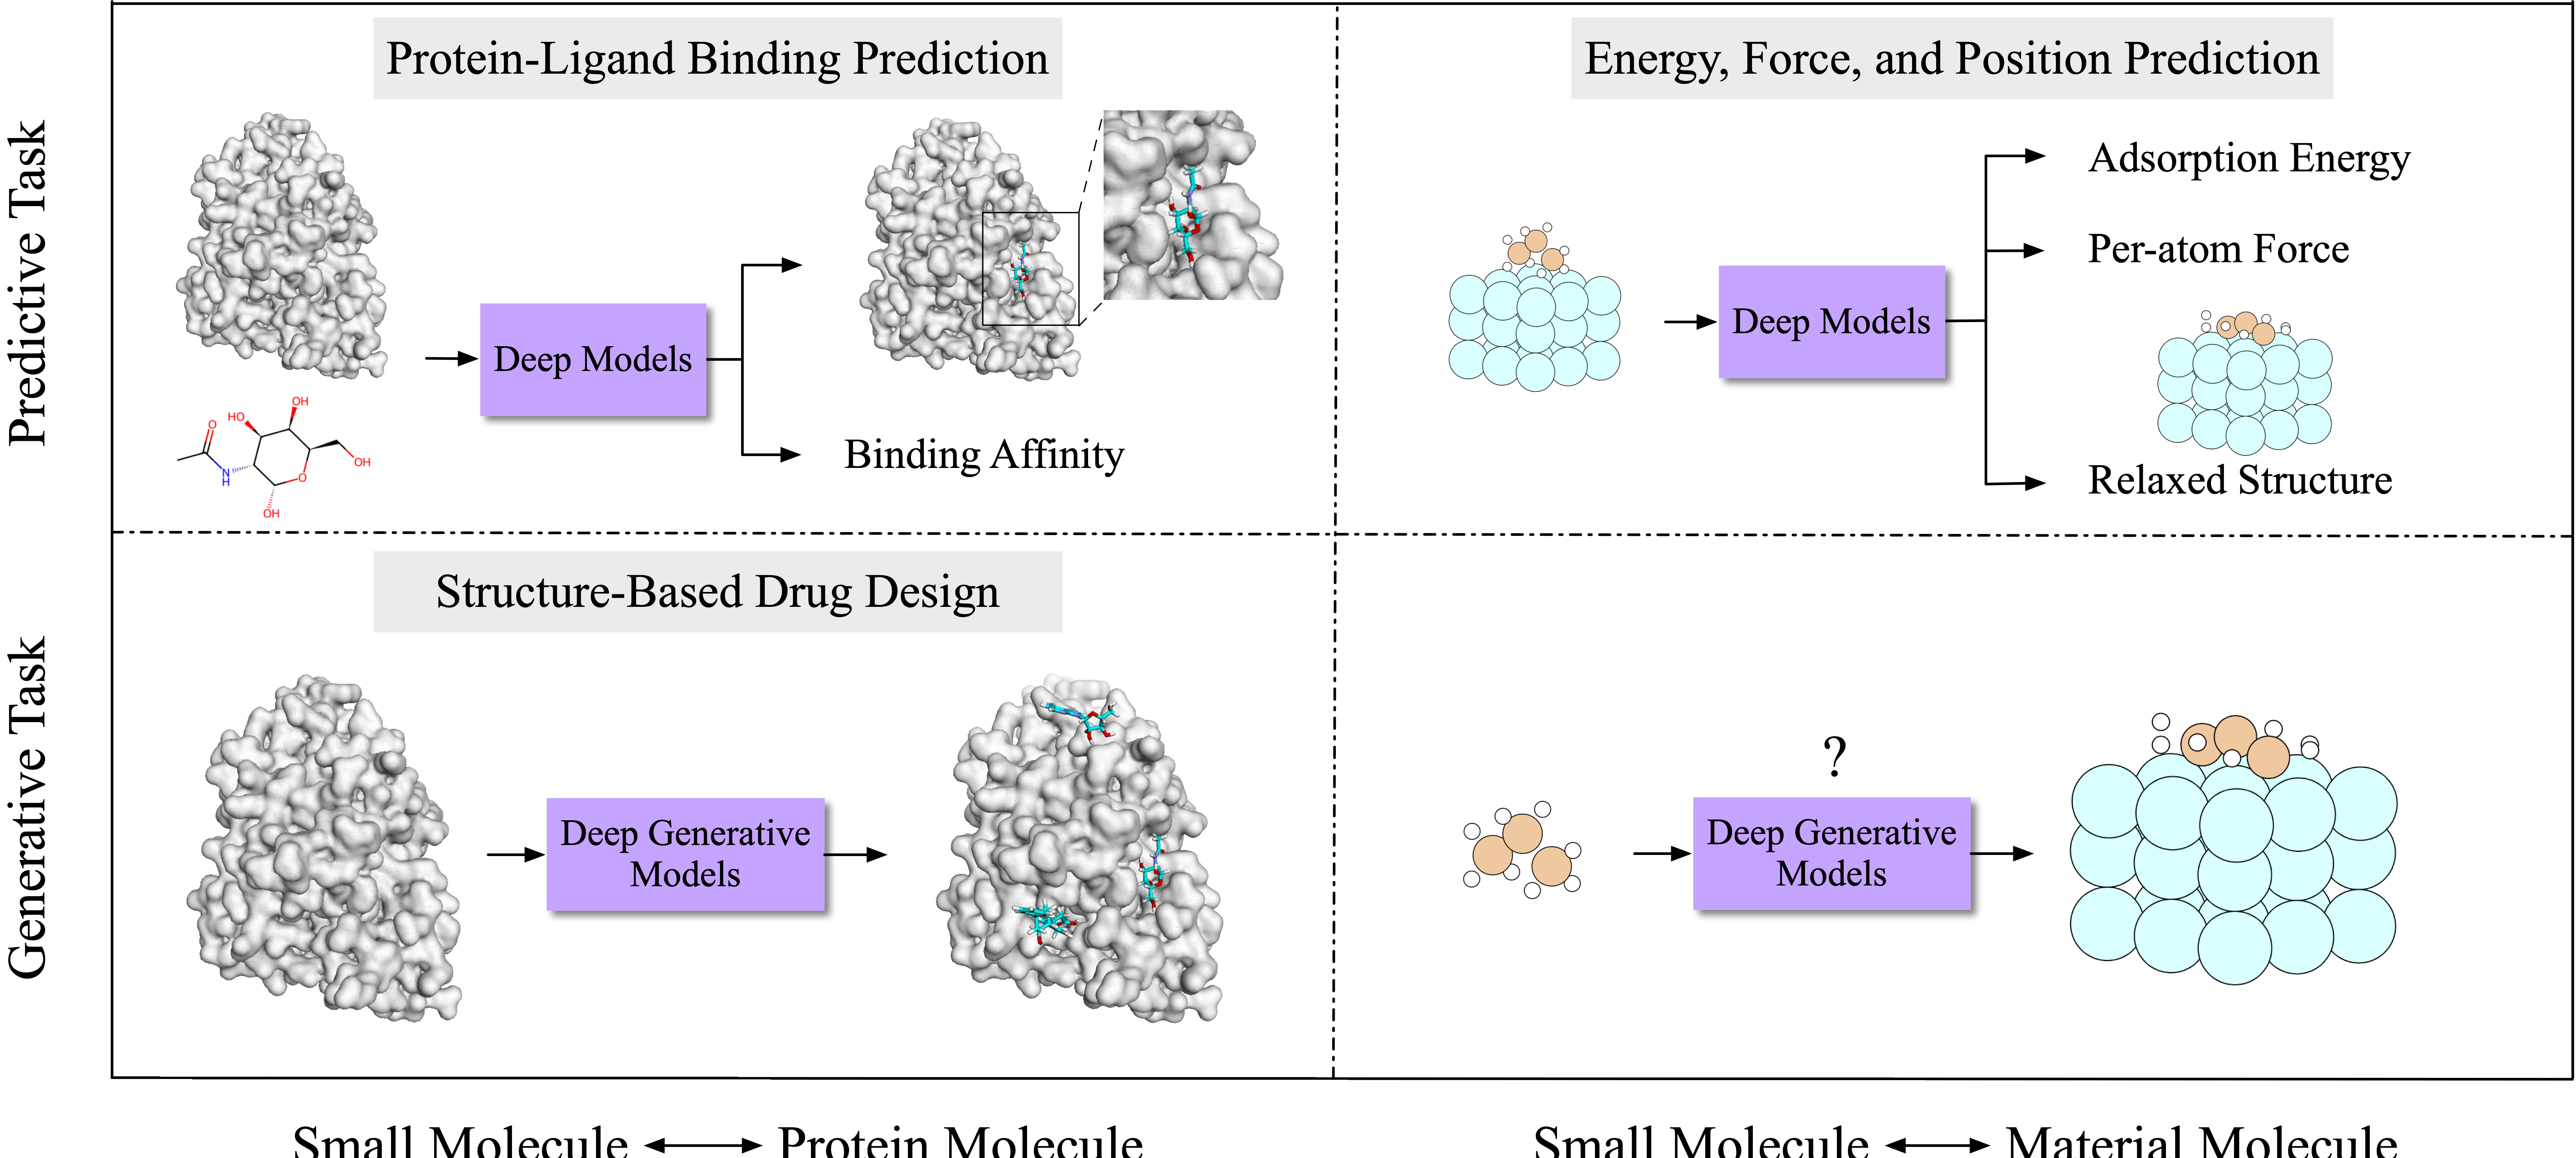 Predictive Task
Protein-Ligand Binding Prediction
Deep Models
Binding Affinity
O
HO
OH
OH
N
H
O
OH
Energy, Force, and Position Prediction
Deep Models
Adsorption Energy
Per-atom Force
Relaxed Structure
Generative Task
Structure-Based Drug Design
Deep Generative
Models
?
Deep Generative
Models
Small Molecule Protein Molecule
Small Molecule Material Molecule